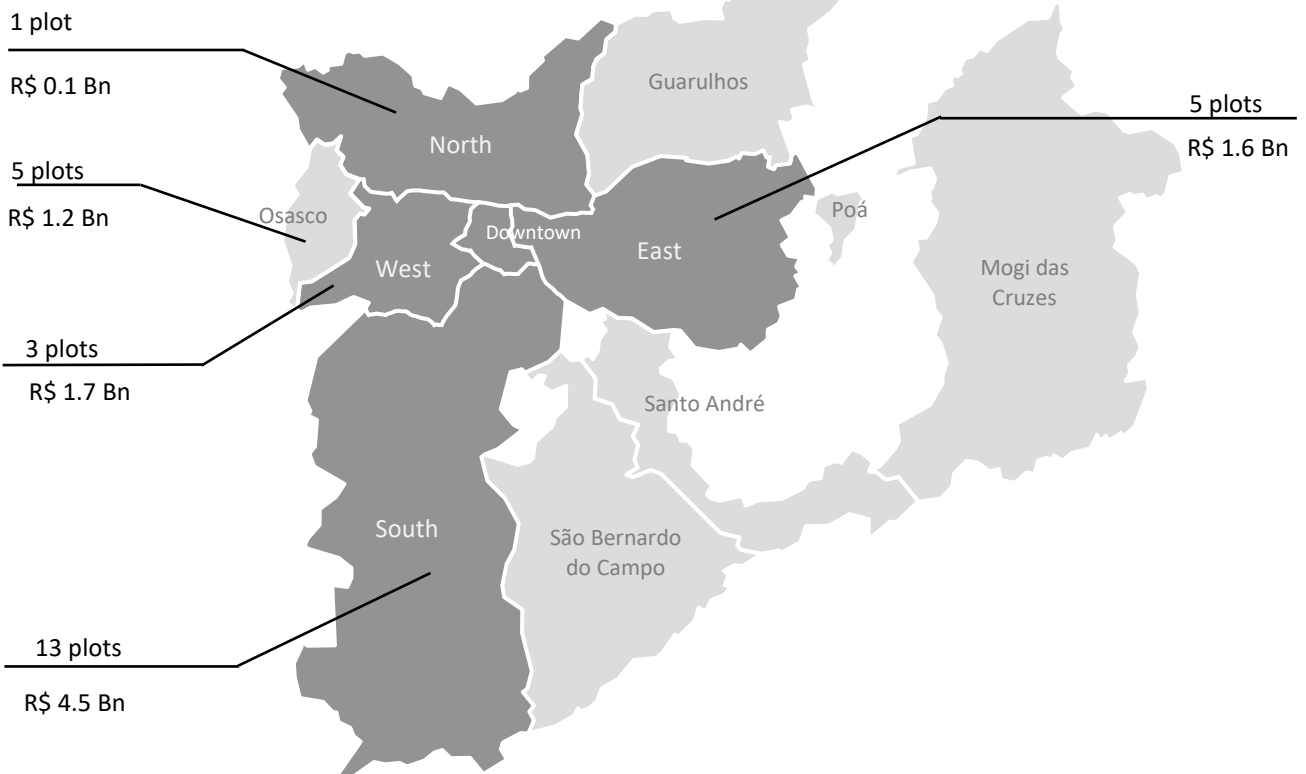 1 plot
R$ 0.1 Bn
Guarulhos
5 plots
R$ 1.6 Bn
North
5 plots
R$ 1.2 Bn
Osasco
Poá
Downtown
West
East
Mogi das
Cruzes
3 plots
R$ 1.7 Bn
Santo André
South
São Bernardo
do Campo
13 plots
R$ 4.5 Bn